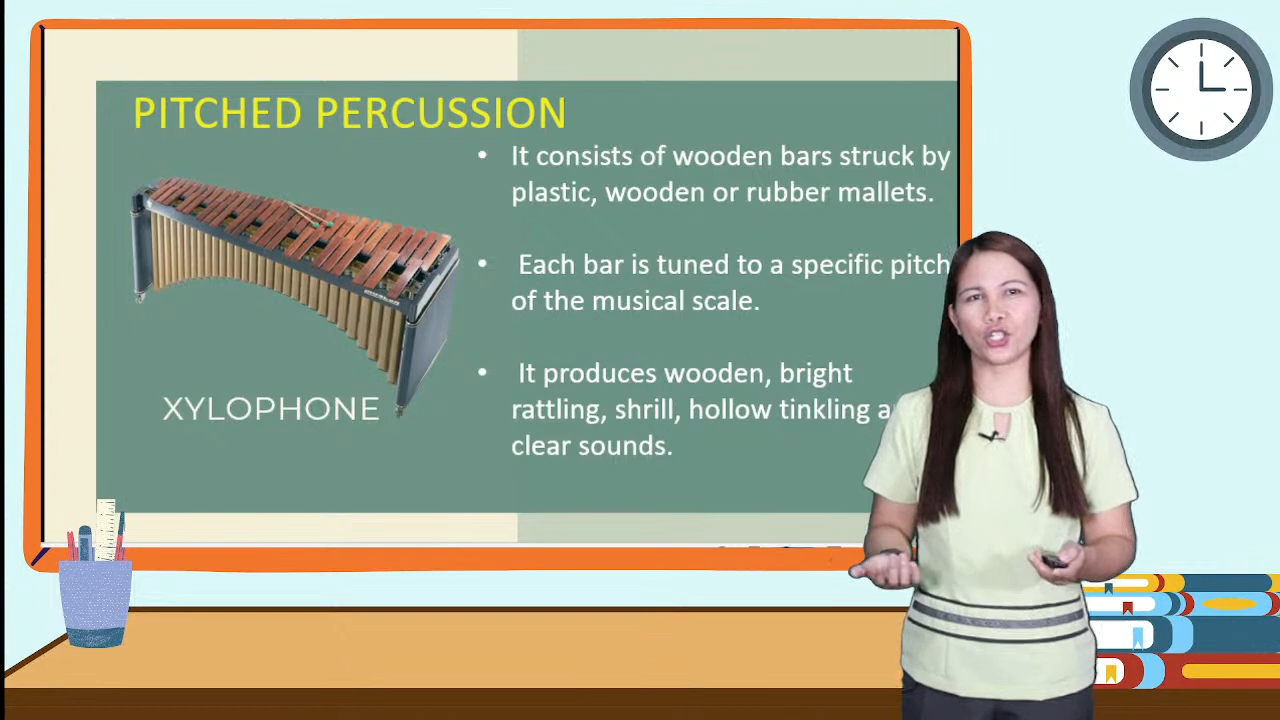 PITCHED PERCUSSION
• It consists of wooden bars struck by
plastic, wooden or rubber mallets.
• Each bar is tuned to a specific pitch
of the musical scale.
• It produces wooden, bright
rattling, shrill, hollow tinkling
clear sounds.
XYLOPHONE